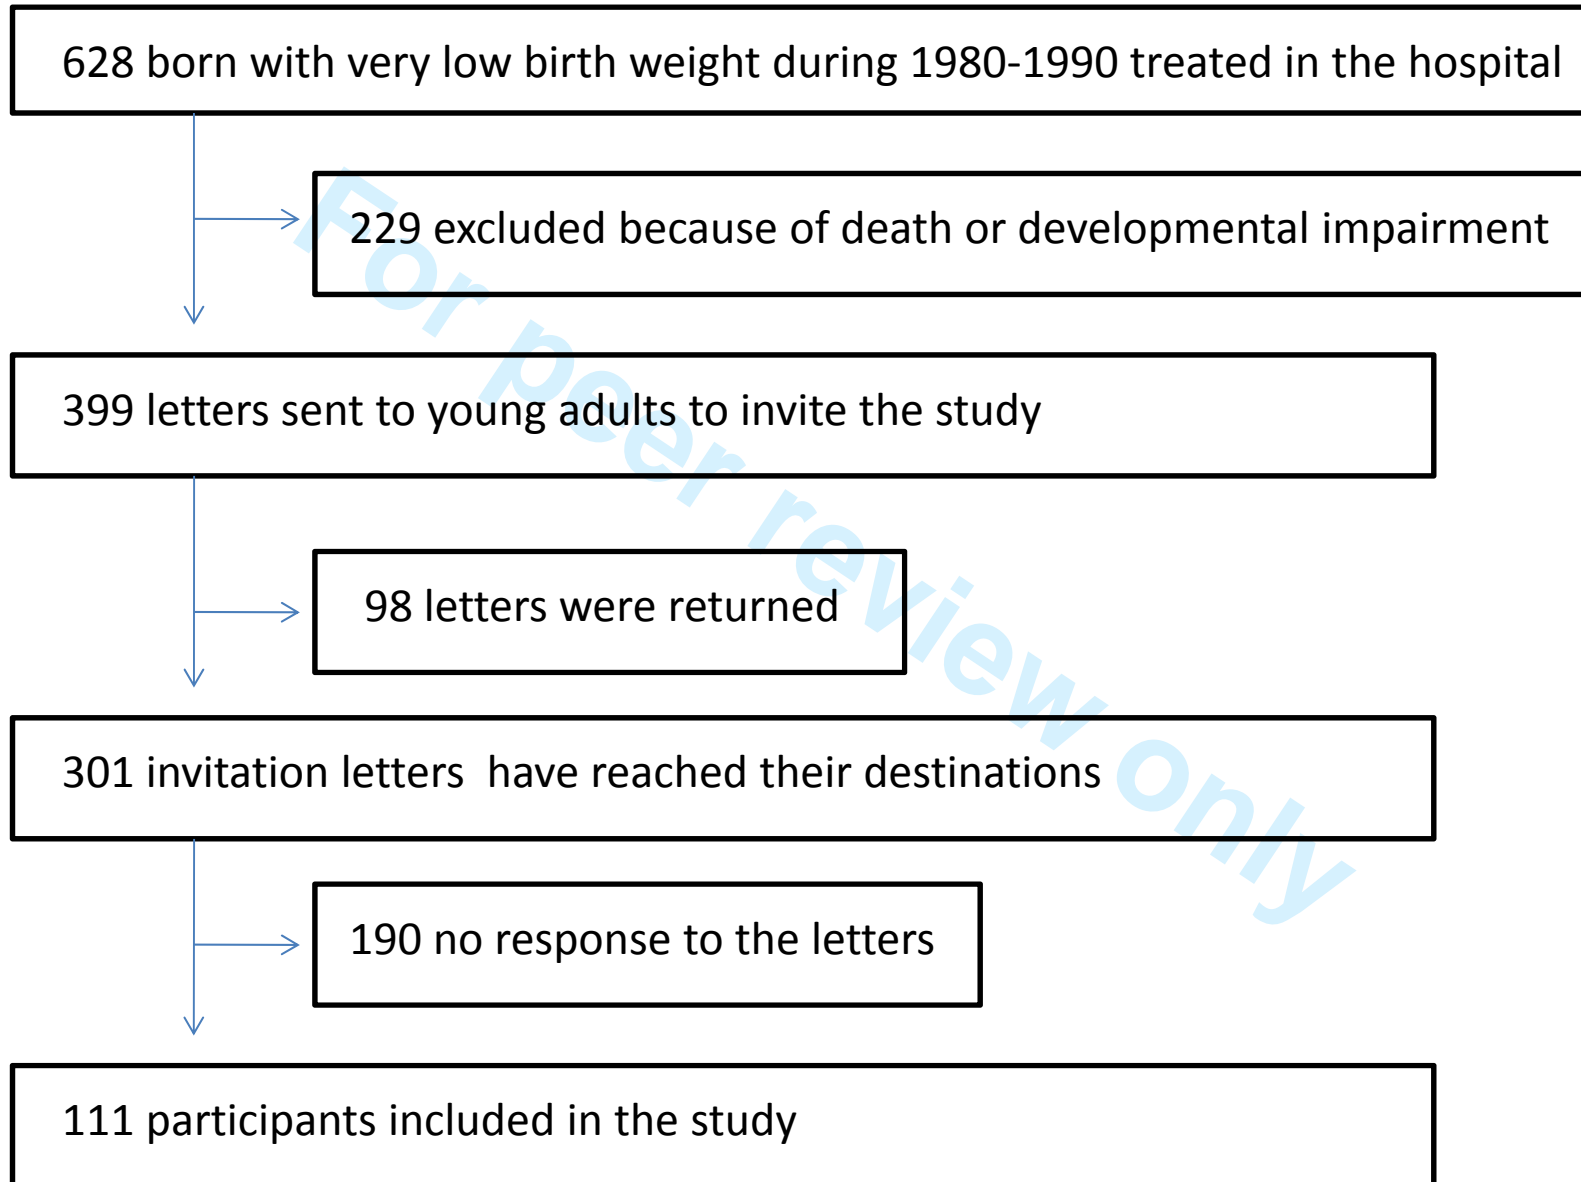 628 born with very low birth weight during 1980-1990 treated in the hospital
229 excluded because of death or developmental impairment
399 letters sent to young adults to invite the study
98 letters were returned
301 invitation letters  have reached their destinations
190 no response to the letters
111 participants included in the study
For peer review only